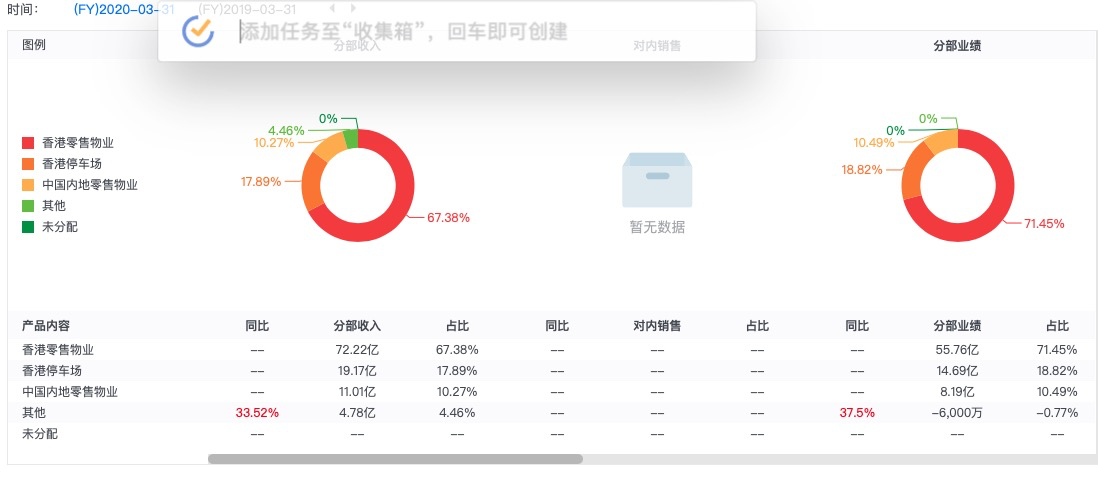 时间： (FY)2020-03-31 (FY)2019-03-31
添加任务至“收集箱”，回车即可创建
图例 分部收入 对内销售 分部业绩
香港零售物业
香港停车场
中国内地零售物业
其他
未分配
0%
4.46%
10.27%
17.89%
67.38%
暂无数据
0%
0%
10.49%
18.82%
71.45%
产品内容 同比 分部收入 占比 同比 对内销售 占比 同比 分部业绩 占比
香港零售物业 -- 72.22亿 67.38% -- -- -- -- 55.76亿 71.45%
香港停车场 -- 19.17亿 17.89% -- -- -- -- 14.69亿 18.82%
中国内地零售物业 -- 11.01亿 10.27% -- -- -- -- 8.19亿 10.49%
其他 33.52% 4.78亿 4.46% -- -- -- 37.5% -6,000万 -0.77%
未分配 -- -- -- -- -- -- -- -- --